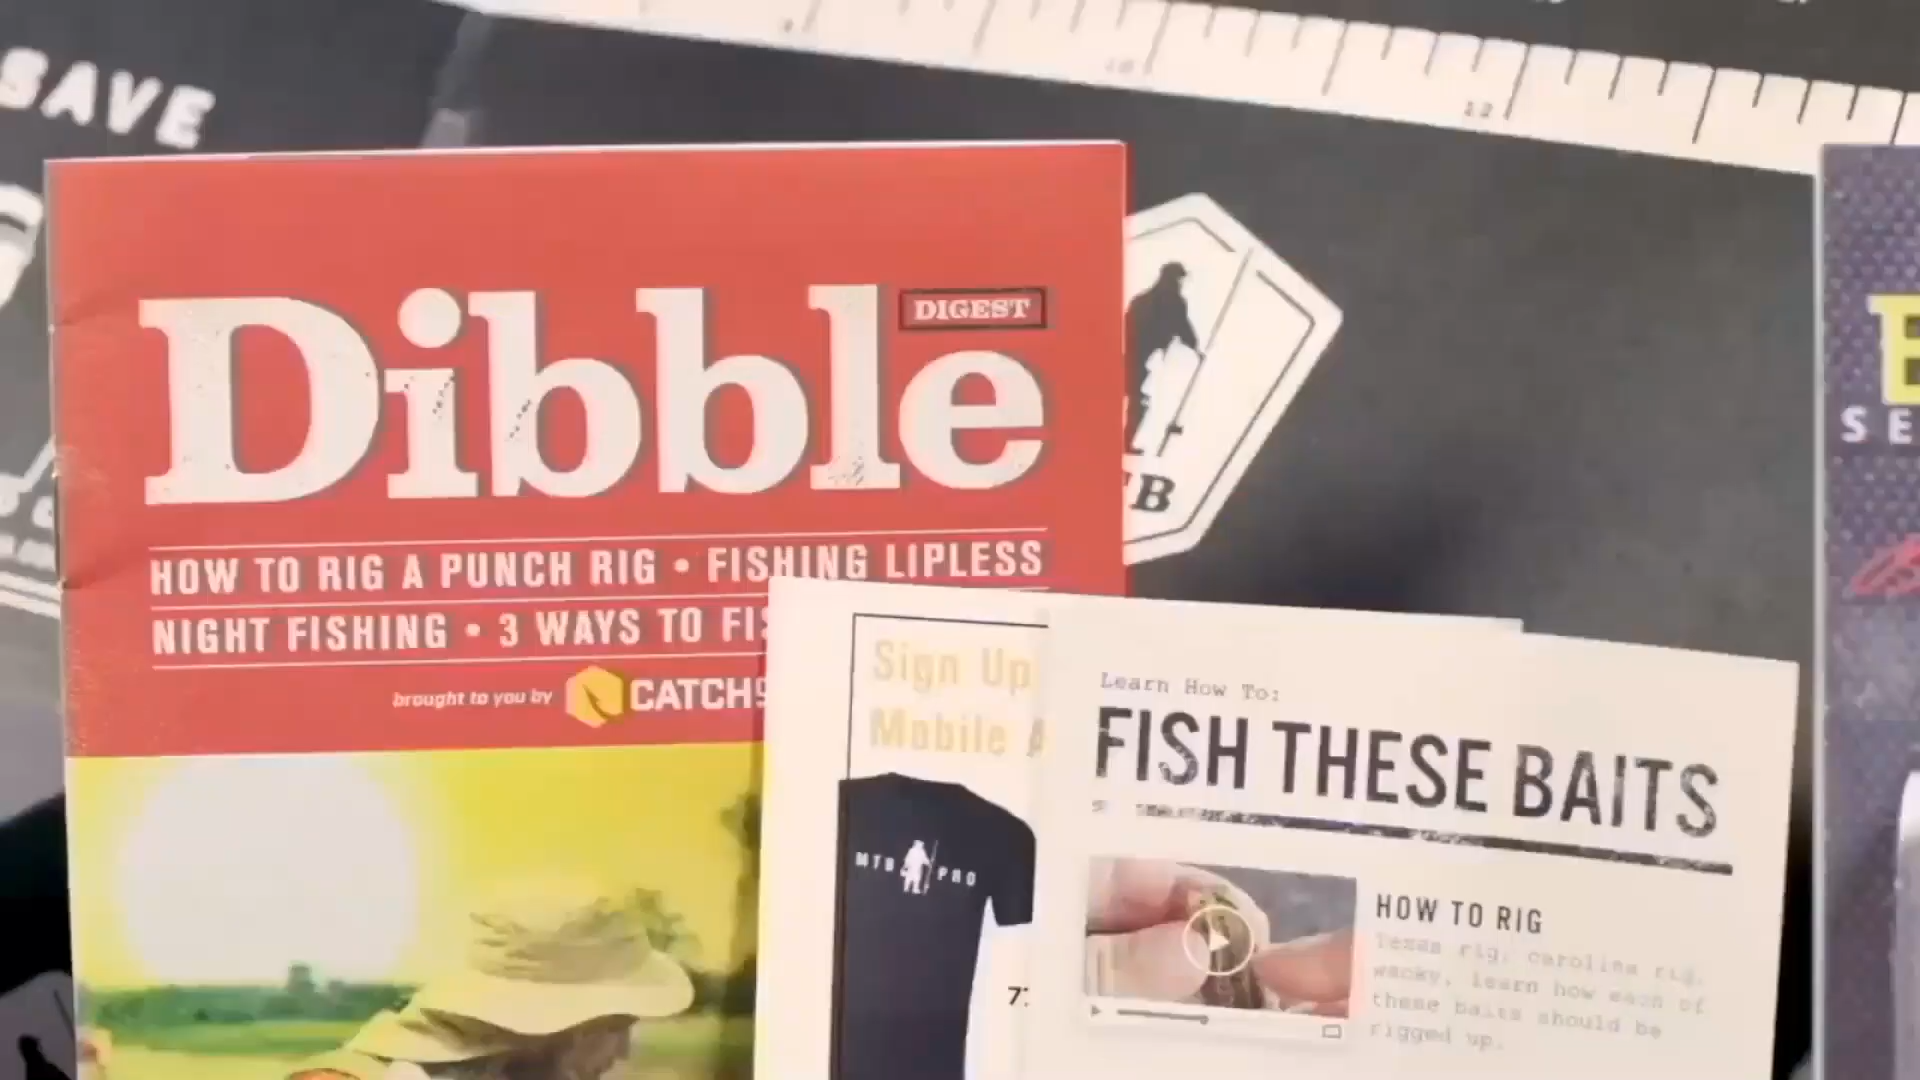 SAVE
10
12
Dibble
DIGEST
HOW TO RIG A PUNCH RIG • FISHING LIPLESS
NIGHT FISHING • 3 WAYS TO FIS
brought to you by CATCH
Sign Up
Mobile A
MTB PRO
Learn How To:
FISH THESE BAITS
HOW TO RIG
Texas rig, carolina rig,
wacky, learn how each of
these baits should be
rigged up.
SE